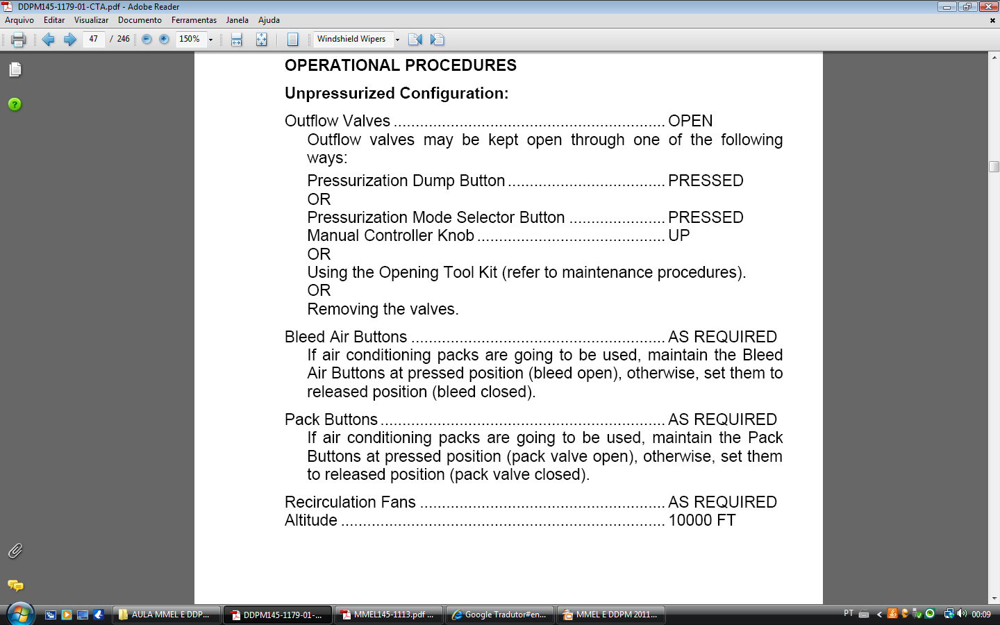 DDPM145-1179-01-CTA.pdf - Adobe Reader
Arquivo Editar Visualizar Documento Ferramentas Janela Ajuda
47 / 246 150% Windshield Wipers
OPERATIONAL PROCEDURES
Unpressurized Configuration:
Outflow Valves .............................................................. OPEN
Outflow valves may be kept open through one of the following
ways:
Pressurization Dump Button .................................... PRESSED
OR
Pressurization Mode Selector Button ...................... PRESSED
Manual Controller Knob ........................................... UP
OR
Using the Opening Tool Kit (refer to maintenance procedures).
OR
Removing the valves.
Bleed Air Buttons .......................................................... AS REQUIRED
If air conditioning packs are going to be used, maintain the Bleed
Air Buttons at pressed position (bleed open), otherwise, set them to
released position (bleed closed).
Pack Buttons ................................................................. AS REQUIRED
If air conditioning packs are going to be used, maintain the Pack
Buttons at pressed position (pack valve open), otherwise, set them
to released position (pack valve closed).
Recirculation Fans ........................................................ AS REQUIRED
Altitude .......................................................................... 10000 FT
AULA MMEL E DDP... DDPM145-1179-01-... MMEL145-1113.pdf ... Google Tradutor#en... MMEL E DDPM 2011... PT 00:09